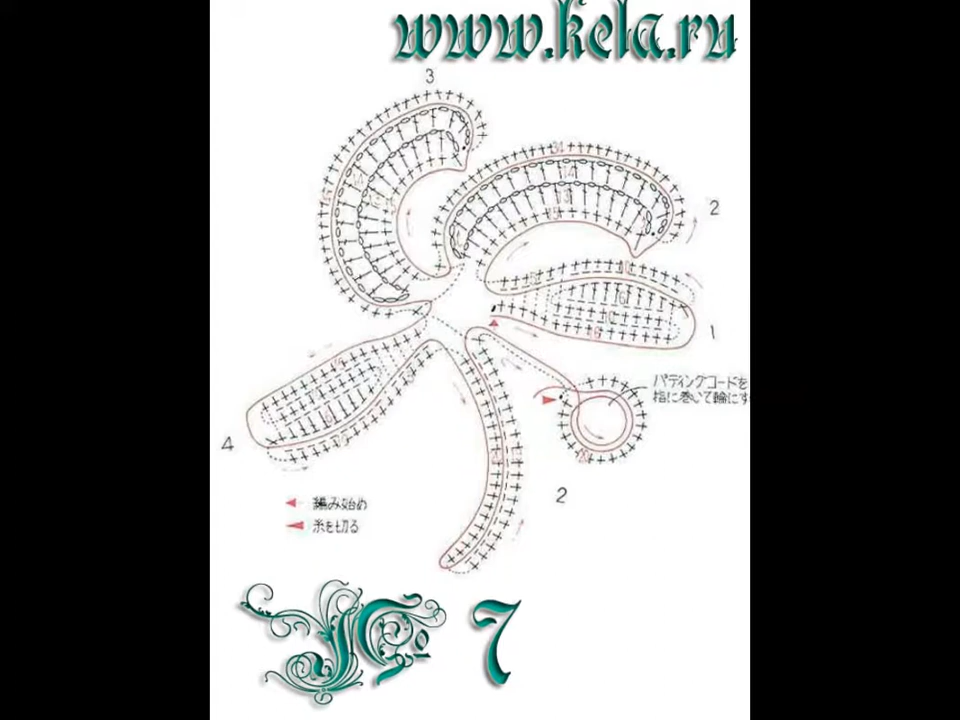 www.kela.ru
3
2
1
パディングコードを
指に巻いて輪にす
4
2
編み始め
糸を切る
№ 7